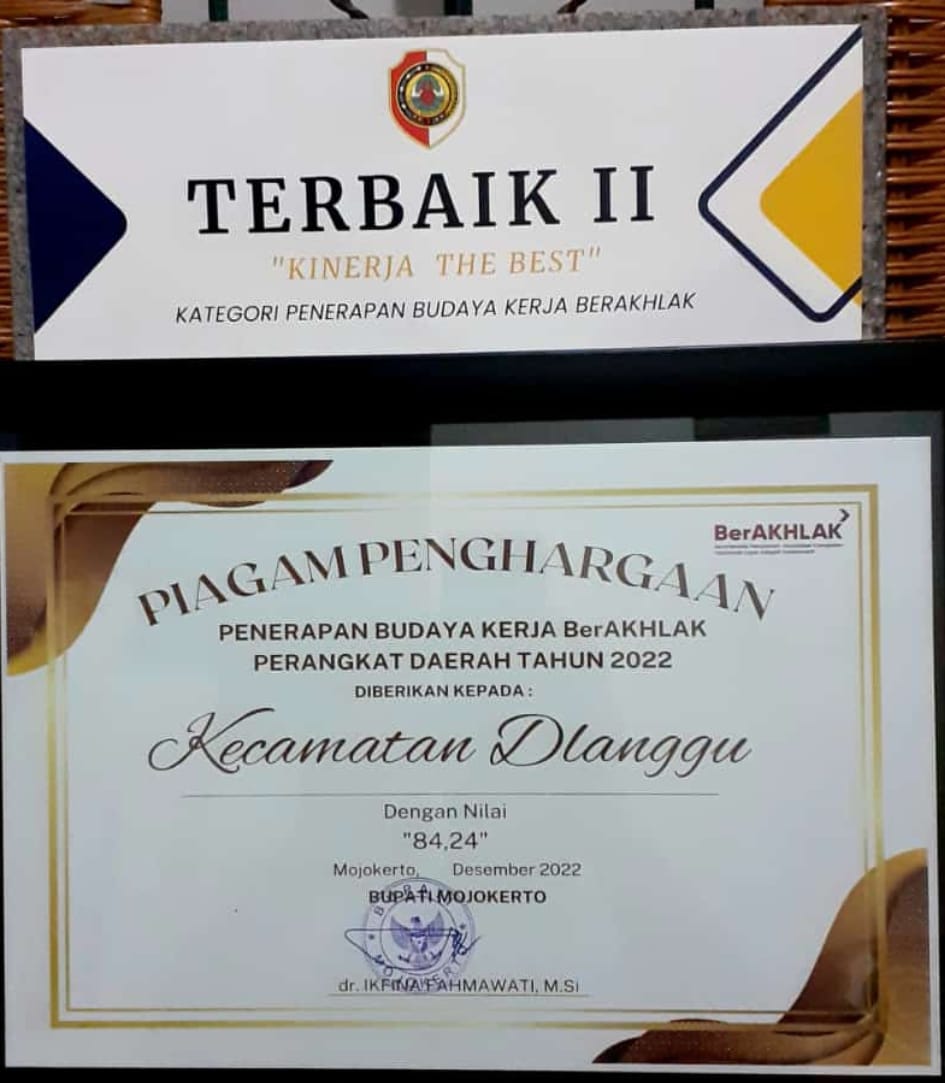 TERBAIK II
"KINERJA THE BEST"
KATEGORI PENERAPAN BUDAYA KERJA BERAKHLAK
BerAKHLAK
PIAGAM PENGHARGAAN
PENERAPAN BUDAYA KERJA BerAKHLAK
PERANGKAT DAERAH TAHUN 2022
DIBERIKAN KEPADA :
Kecamatan Dlanggu
Dengan Nilai
"84,24"
Mojokerto, Desember 2022
BUPATI MOJOKERTO
BUPATI
MOJOKERTO
dr. IKFINA FAHMAWATI, M.Si